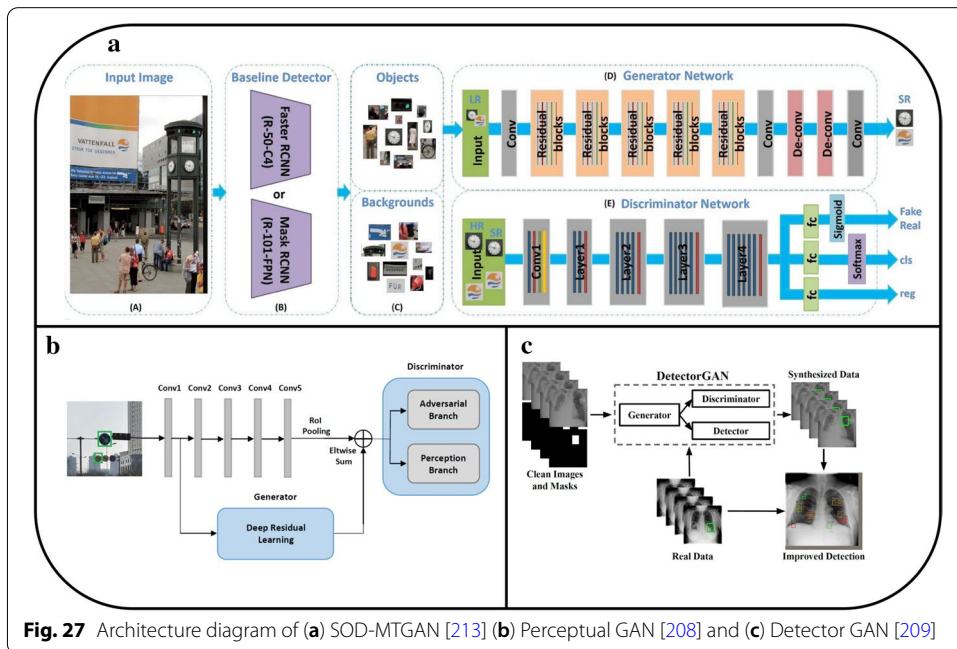 a
Input Image
Baseline Detector
Objects
(D) Generator Network
VATTENFALL
Faster RCNN
(R-50-C4)
or
Mask RCNN
(R-101-FPN)
Backgrounds
FÜR
(A)
(B)
(C)
LR
Input
Conv
Residual
blocks
Residual
blocks
Residual
blocks
Residual
blocks
Residual
blocks
Conv
De-conv
De-conv
Conv
SR
(E) Discriminator Network
HR
SR
Input
Conv1
Layer1
Layer2
Layer3
Layer4
fc
fc
fc
Sigmoid
Softmax
Fake
Real
cls
reg
b
Conv1 Conv2 Conv3 Conv4 Conv5
RoI
Pooling
Eltwise
Sum
Discriminator
Adversarial
Branch
Perception
Branch
Generator
Deep Residual
Learning
c
DetectorGAN
Generator
Discriminator
Detector
Synthesized Data
Clean Images
and Masks
Real Data
Improved Detection
Fig. 27 Architecture diagram of (a) SOD-MTGAN [213] (b) Perceptual GAN [208] and (c) Detector GAN [209]